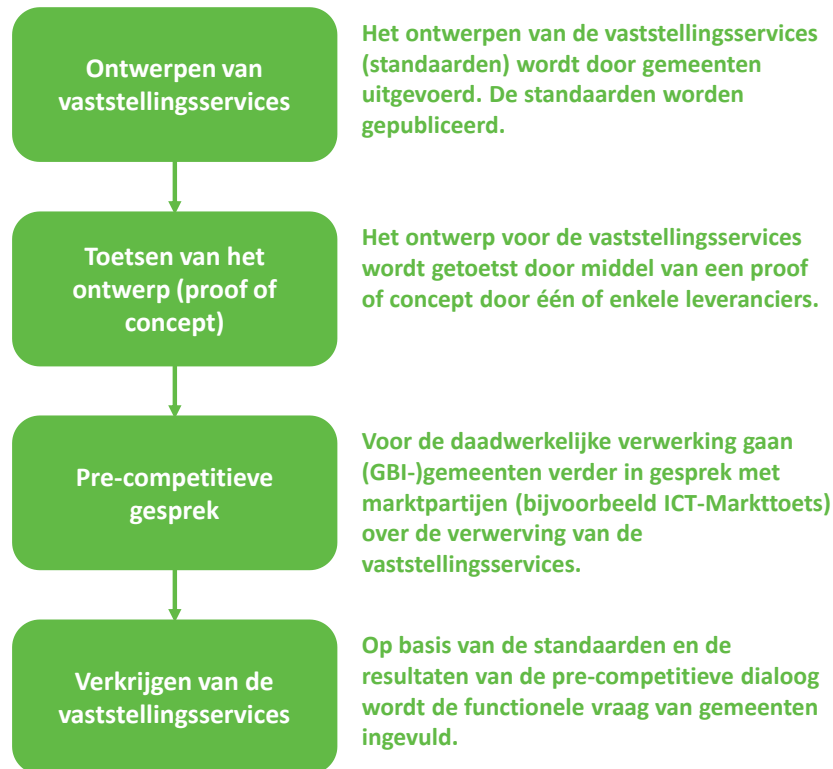 Ontwerpen van
vaststellingsservices
Het ontwerpen van de vaststellingsservices
(standaarden) wordt door gemeenten
uitgevoerd. De standaarden worden
gepubliceerd.
Toetsen van het
ontwerp (proof of
concept)
Het ontwerp voor de vaststellingsservices
wordt getoetst door middel van een proof
of concept door één of enkele leveranciers.
Pre-competitieve
gesprek
Voor de daadwerkelijke verwerking gaan
(GBI-)gemeenten verder in gesprek met
marktpartijen (bijvoorbeeld ICT-Markttoets)
over de verwerving van de
vaststellingsservices.
Verkrijgen van de
vaststellingsservices
Op basis van de standaarden en de
resultaten van de pre-competitieve dialoog
wordt de functionele vraag van gemeenten
ingevuld.